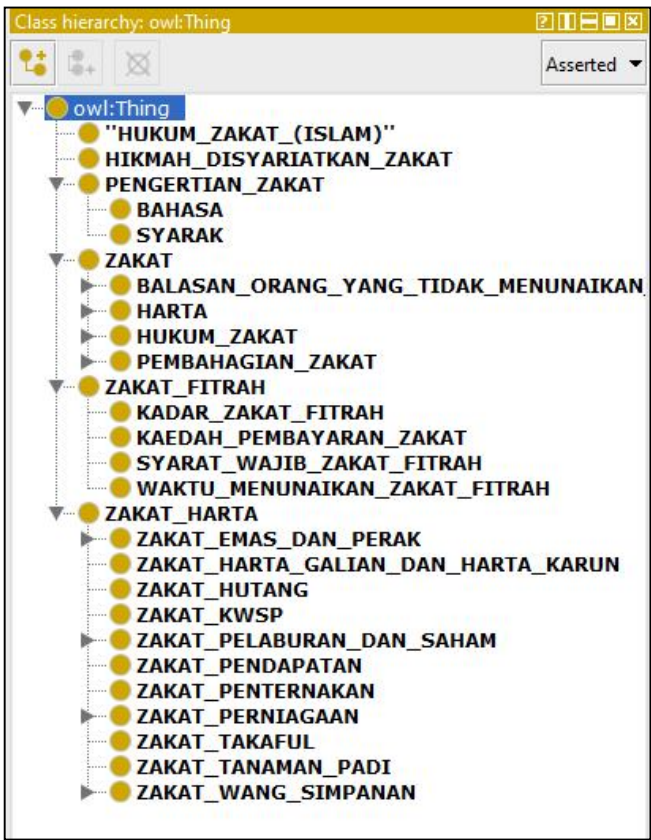 Class hierarchy: owl:Thing
Asserted
owl:Thing
"HUKUM_ZAKAT_(ISLAM)"
HIKMAH_DISYARIATKAN_ZAKAT
PENGERTIAN_ZAKAT
BAHASA
SYARAK
ZAKAT
BALASAN_ORANG_YANG_TIDAK_MENUNAIKAN_
HARTA
HUKUM_ZAKAT
PEMBAHAGIAN_ZAKAT
ZAKAT_FITRAH
KADAR_ZAKAT_FITRAH
KAEDAH_PEMBAYARAN_ZAKAT
SYARAT_WAJIB_ZAKAT_FITRAH
WAKTU_MENUNAIKAN_ZAKAT_FITRAH
ZAKAT_HARTA
ZAKAT_EMAS_DAN_PERAK
ZAKAT_HARTA_GALIAN_DAN_HARTA_KARUN
ZAKAT_HUTANG
ZAKAT_KWSP
ZAKAT_PELABURAN_DAN_SAHAM
ZAKAT_PENDAPATAN
ZAKAT_PENTERNAKAN
ZAKAT_PERNIAGAAN
ZAKAT_TAKAFUL
ZAKAT_TANAMAN_PADI
ZAKAT_WANG_SIMPANAN